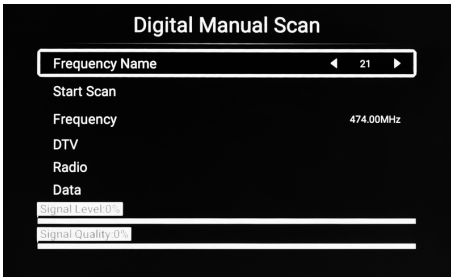 Digital Manual Scan
Frequency Name 21
Start Scan
Frequency 474.00MHz
DTV
Radio
Data
Signal Level:0%
Signal Quality:0%